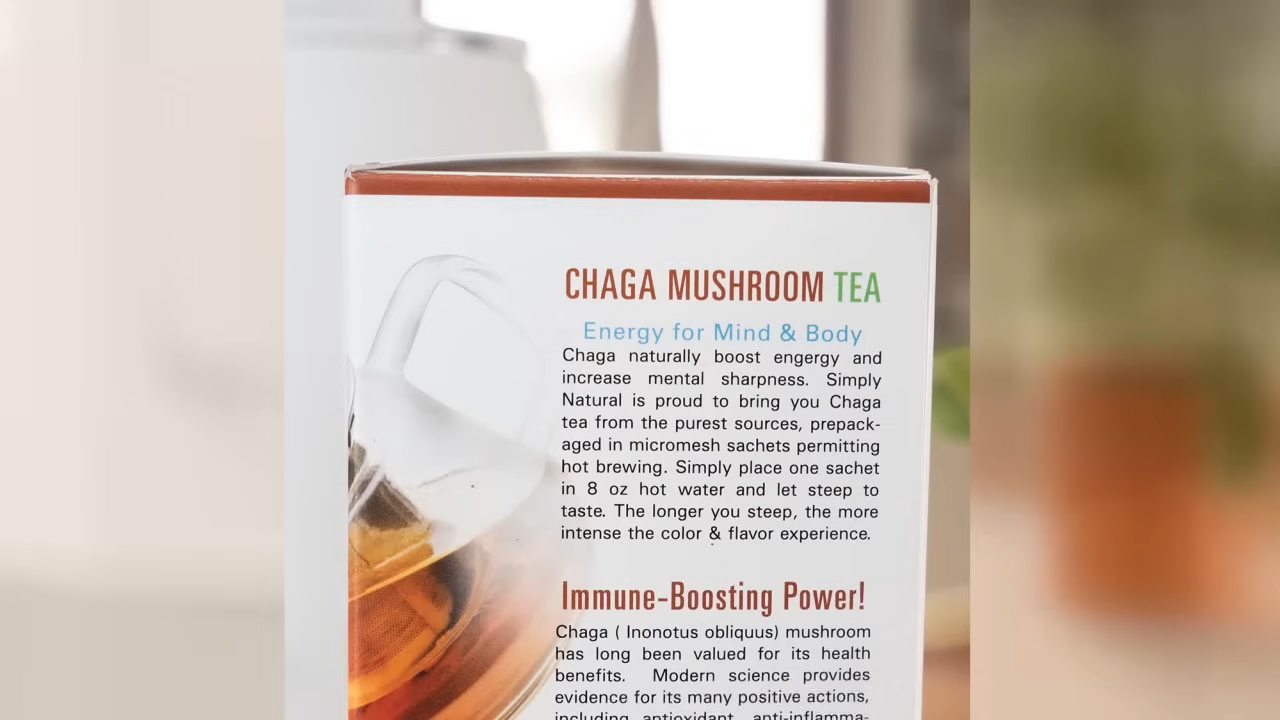 CHAGA MUSHROOM TEA
Energy for Mind & Body
Chaga naturally boost engergy and
increase mental sharpness. Simply
Natural is proud to bring you Chaga
tea from the purest sources, prepack-
aged in micromesh sachets permitting
hot brewing. Simply place one sachet
in 8 oz hot water and let steep to
taste. The longer you steep, the more
intense the color & flavor experience.
Immune-Boosting Power!
Chaga ( Inonotus obliquus) mushroom
has long been valued for its health
benefits. Modern science provides
evidence for its many positive actions,
including antioxidant, anti-inflamma-